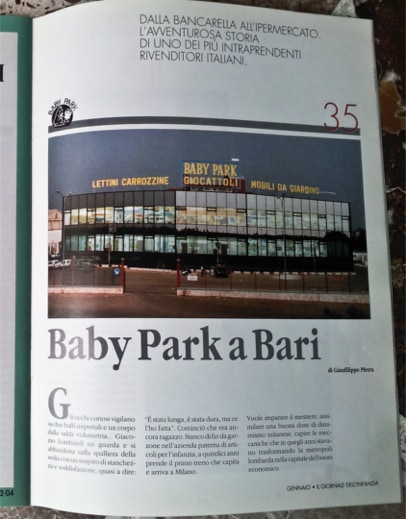 DALLA BANCARELLA ALL'IPERMERCATO.
L'AVVENTUROSA STORIA
DI UNO DEI PIÙ INTRAPRENDENTI
RIVENDITORI ITALIANI.
BABY PARK
35
BABY PARK
LETTINI CARROZZINE GIOCATTOLI MOBILI DA GIARDINO
Baby Park a Bari
di Gianfilippo Pietra
Gli occhi curiosi vigilano
su due baffi imperiali e un corpo
dalla salda volumetria... Giaco-
mo Lombardi su guarda e si
abbandona sulla spalliera della
sedia con un sospiro di stanchez-
za e soddisfazione, quasi a dire:
"È stata lunga, è stata dura, ma ce
l'ho fatta". Cominciò che era an-
cora ragazzo. Stanco di far da gar-
zone nell'azienda paterna di arti-
coli per l'infanzia, a quindici anni
prende il primo treno che capita
e arriva a Milano.
Vuole imparare il mestiere, assi-
milare una buona dose di dina-
mismo milanese, capire le mec-
caniche che in quegli anni stava-
no trasformando la metropoli
lombarda nella capitale del boom
economico.
2-04
GENNAIO • IL GIORNALE DELL'INFANZIA